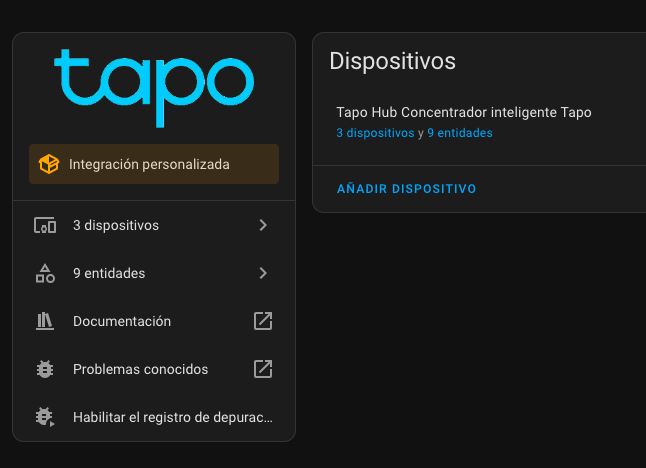 tapo
Integración personalizada
3 dispositivos
9 entidades
Documentación
Problemas conocidos
Habilitar el registro de depurac...
Dispositivos
Tapo Hub Concentrador inteligente Tapo
3 dispositivos y 9 entidades
AÑADIR DISPOSITIVO